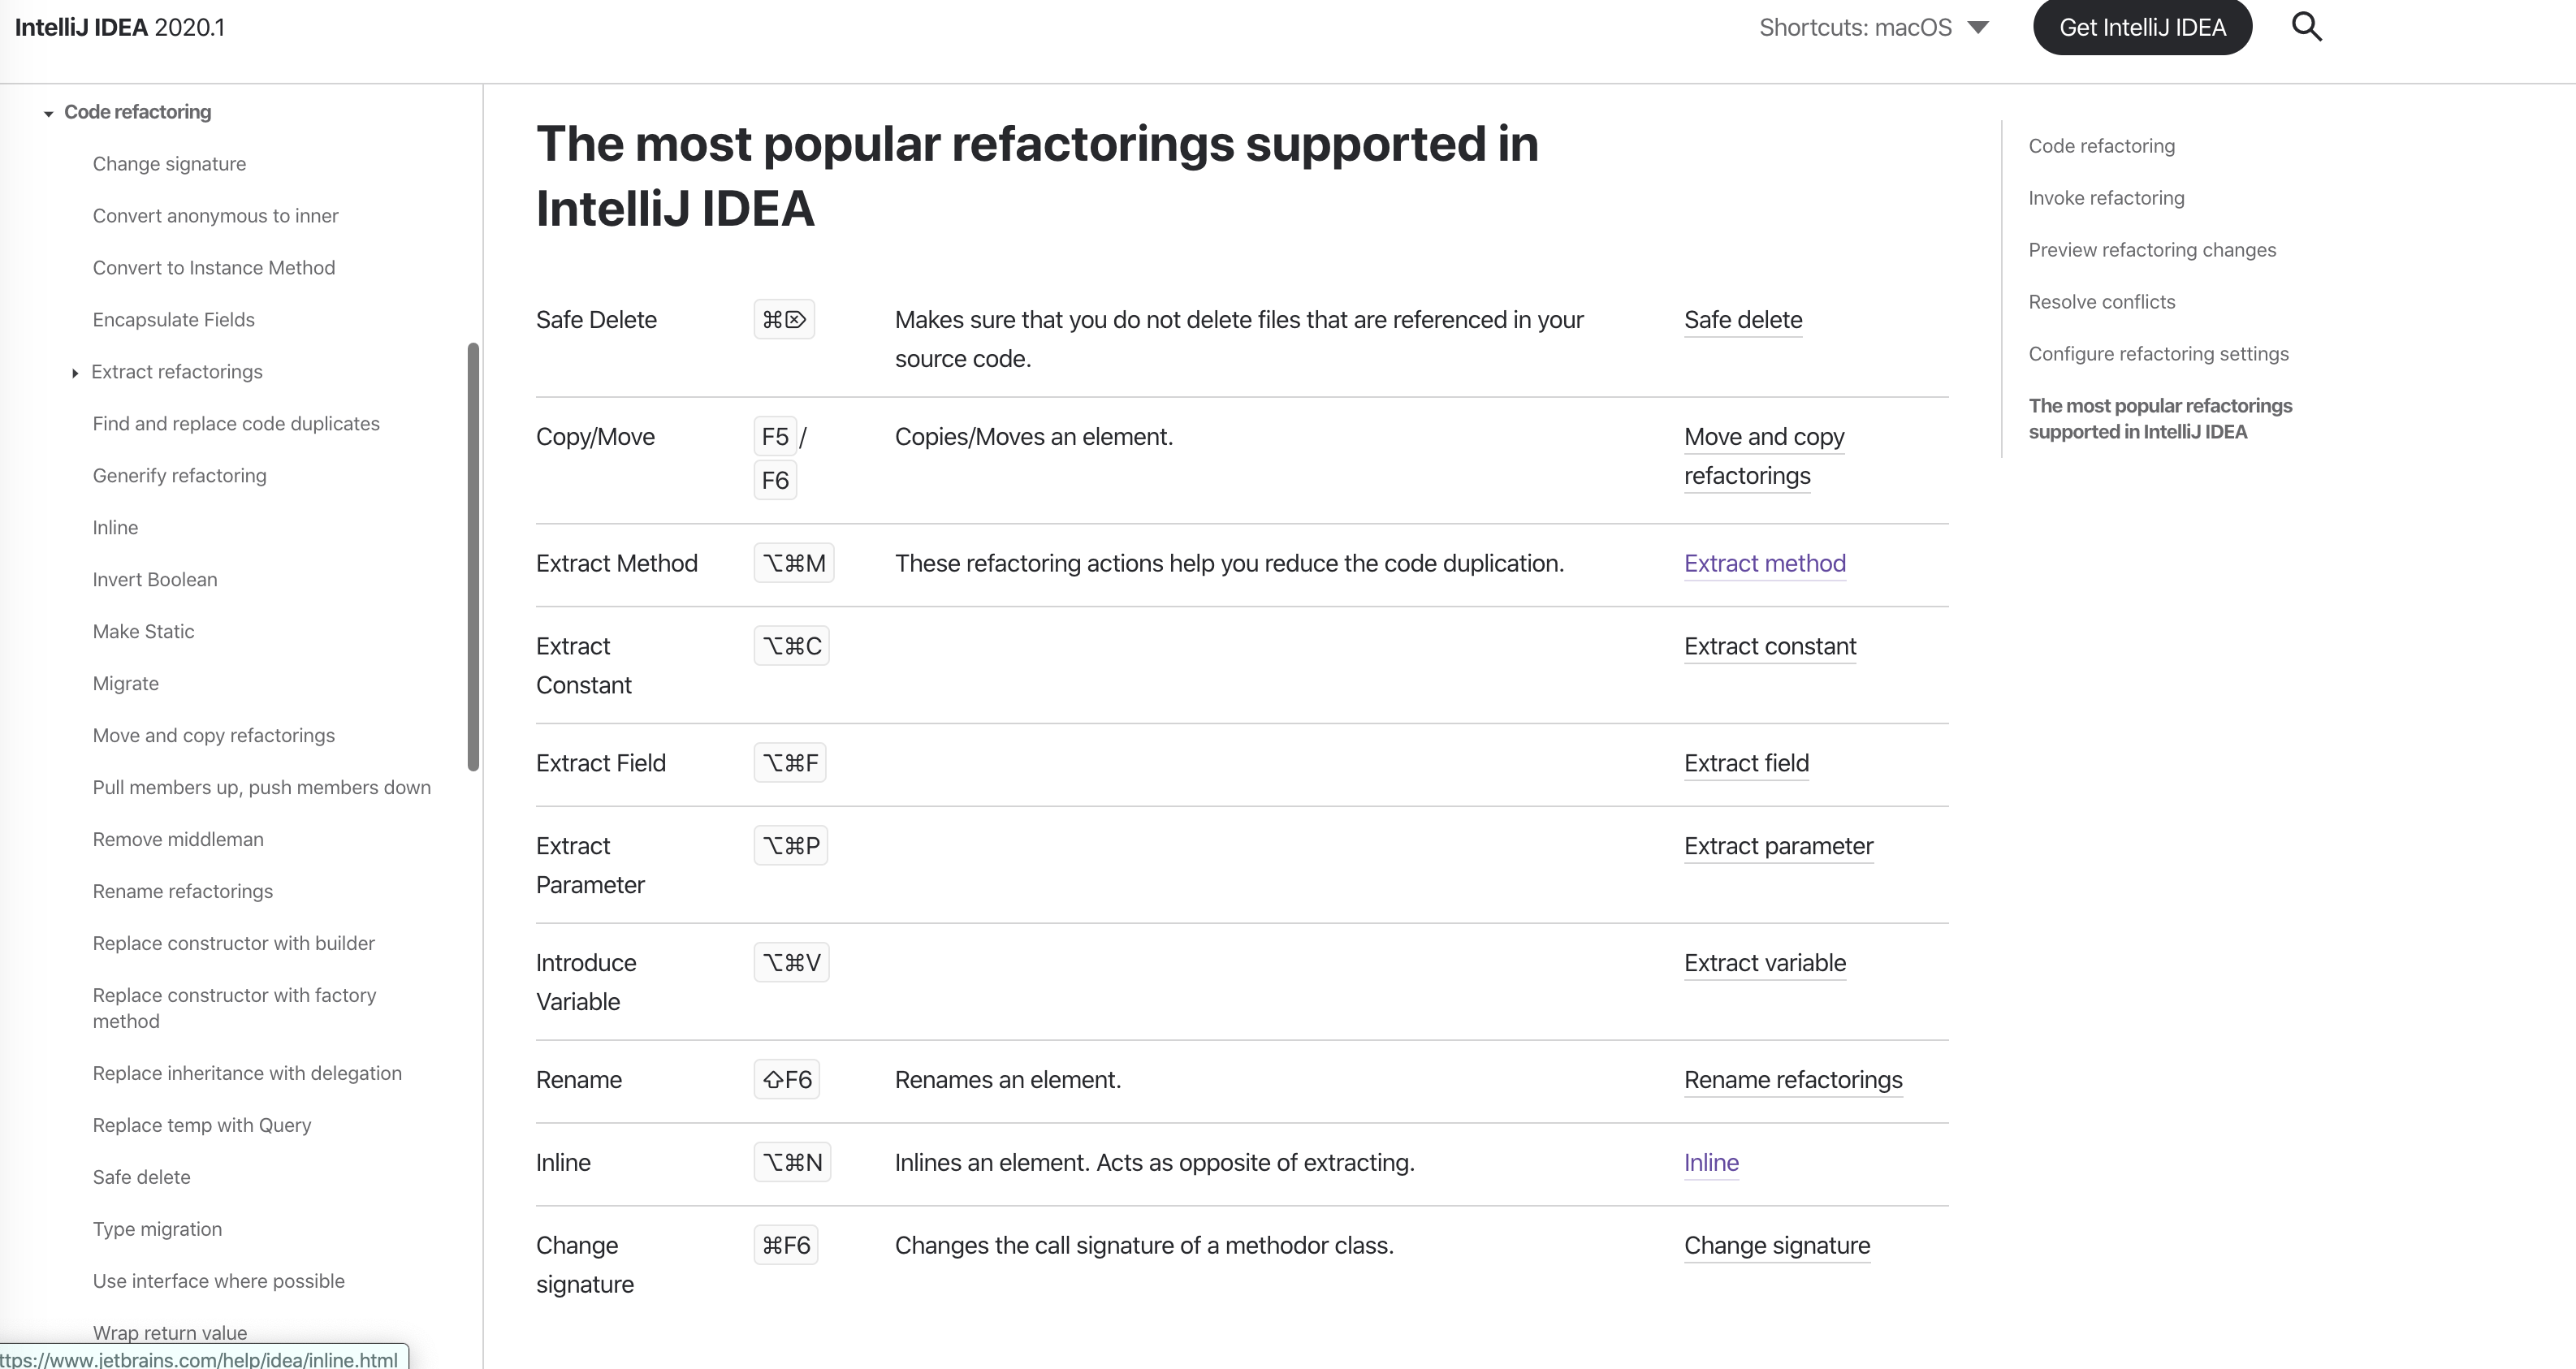 IntelliJ IDEA 2020.1
Shortcuts: macOS
Get IntelliJ IDEA
Code refactoring
Change signature
Convert anonymous to inner
Convert to Instance Method
Encapsulate Fields
Extract refactorings
Find and replace code duplicates
Generify refactoring
Inline
Invert Boolean
Make Static
Migrate
Move and copy refactorings
Pull members up, push members down
Remove middleman
Rename refactorings
Replace constructor with builder
Replace constructor with factory
method
Replace inheritance with delegation
Replace temp with Query
Safe delete
Type migration
Use interface where possible
Wrap return value
ttps://www.jetbrains.com/help/idea/inline.html
The most popular refactorings supported in
IntelliJ IDEA
Safe Delete ⌘⌦ Makes sure that you do not delete files that are referenced in your Safe delete
source code.
Copy/Move F5 / Copies/Moves an element. Move and copy
F6 refactorings
Extract Method ⌥⌘M These refactoring actions help you reduce the code duplication. Extract method
Extract ⌥⌘C Extract constant
Constant
Extract Field ⌥⌘F Extract field
Extract ⌥⌘P Extract parameter
Parameter
Introduce ⌥⌘V Extract variable
Variable
Rename ⇧F6 Renames an element. Rename refactorings
Inline ⌥⌘N Inlines an element. Acts as opposite of extracting. Inline
Change ⌘F6 Changes the call signature of a methodor class. Change signature
signature
Code refactoring
Invoke refactoring
Preview refactoring changes
Resolve conflicts
Configure refactoring settings
The most popular refactorings
supported in IntelliJ IDEA